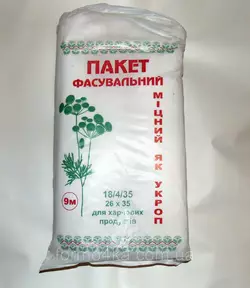 ПАКЕТ
ФАСУВАЛЬНИЙ
МІЦНИЙ ЯК УКРОП
9м
18/4/35
26 x 35
для харчових